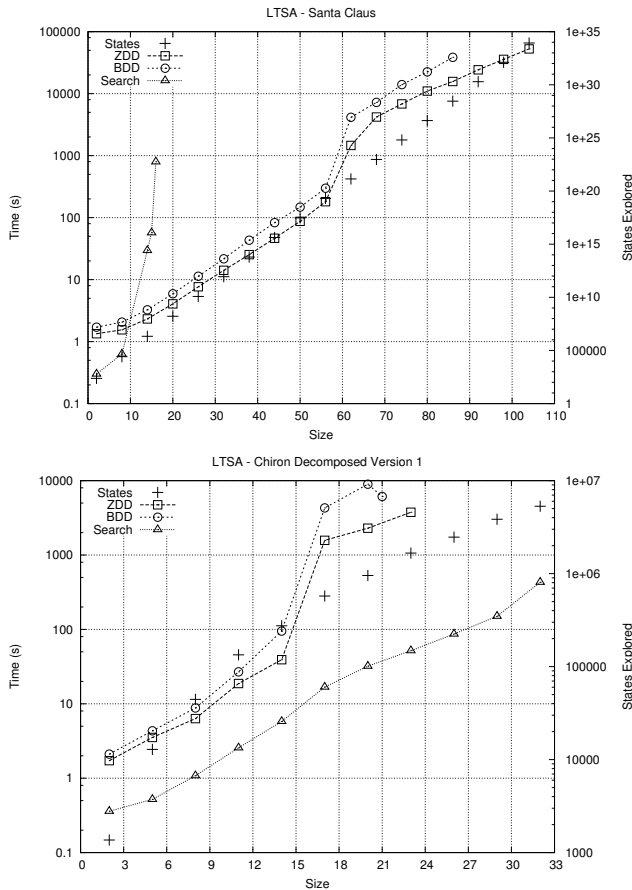 LTSA - Santa Claus
100000
10000
1000
100
10
1
0.1
Time (s)
States
ZDD
BDD
Search
1e+35
1e+30
1e+25
1e+20
1e+15
1e+10
100000
1
States Explored
0 10 20 30 40 50 60 70 80 90 100 110
Size
LTSA - Chiron Decomposed Version 1
10000
1000
100
10
1
0.1
Time (s)
States
ZDD
BDD
Search
1e+07
1e+06
100000
10000
1000
States Explored
0 3 6 9 12 15 18 21 24 27 30 33
Size